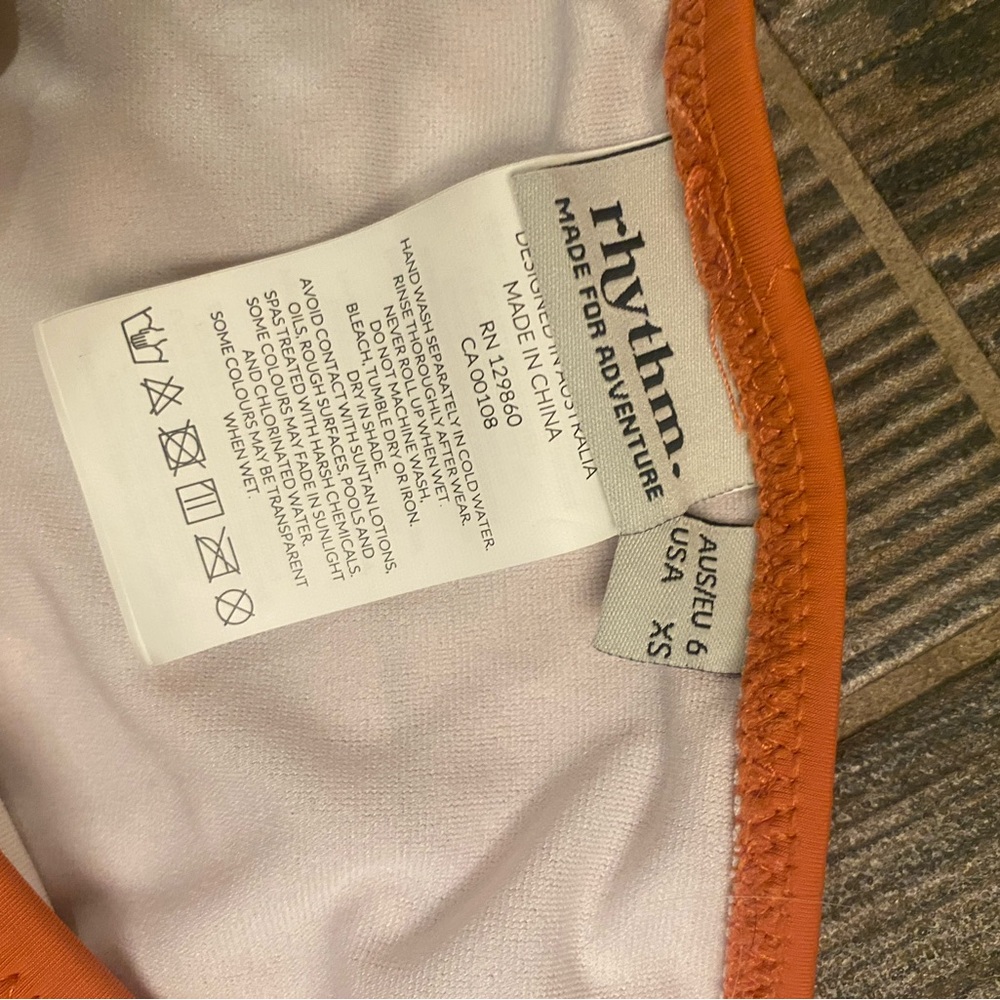 rhythm.
MADE FOR ADVENTURE
AUS/EU 6
USA XS
DESIGNED IN AUSTRALIA
MADE IN CHINA
RN 129860
CA 00108
HAND WASH SEPARATELY IN COLD WATER.
RINSE THOROUGHLY AFTER WEAR.
NEVER ROLL UP WHEN WET.
DO NOT MACHINE WASH,
BLEACH, TUMBLE DRY OR IRON.
DRY IN SHADE.
AVOID CONTACT WITH SUNTAN LOTIONS,
OILS, ROUGH SURFACES, POOLS AND
SPAS TREATED WITH HARSH CHEMICALS.
SOME COLOURS MAY FADE IN SUNLIGHT
AND CHLORINATED WATER.
SOME COLOURS MAY BE TRANSPARENT
WHEN WET.